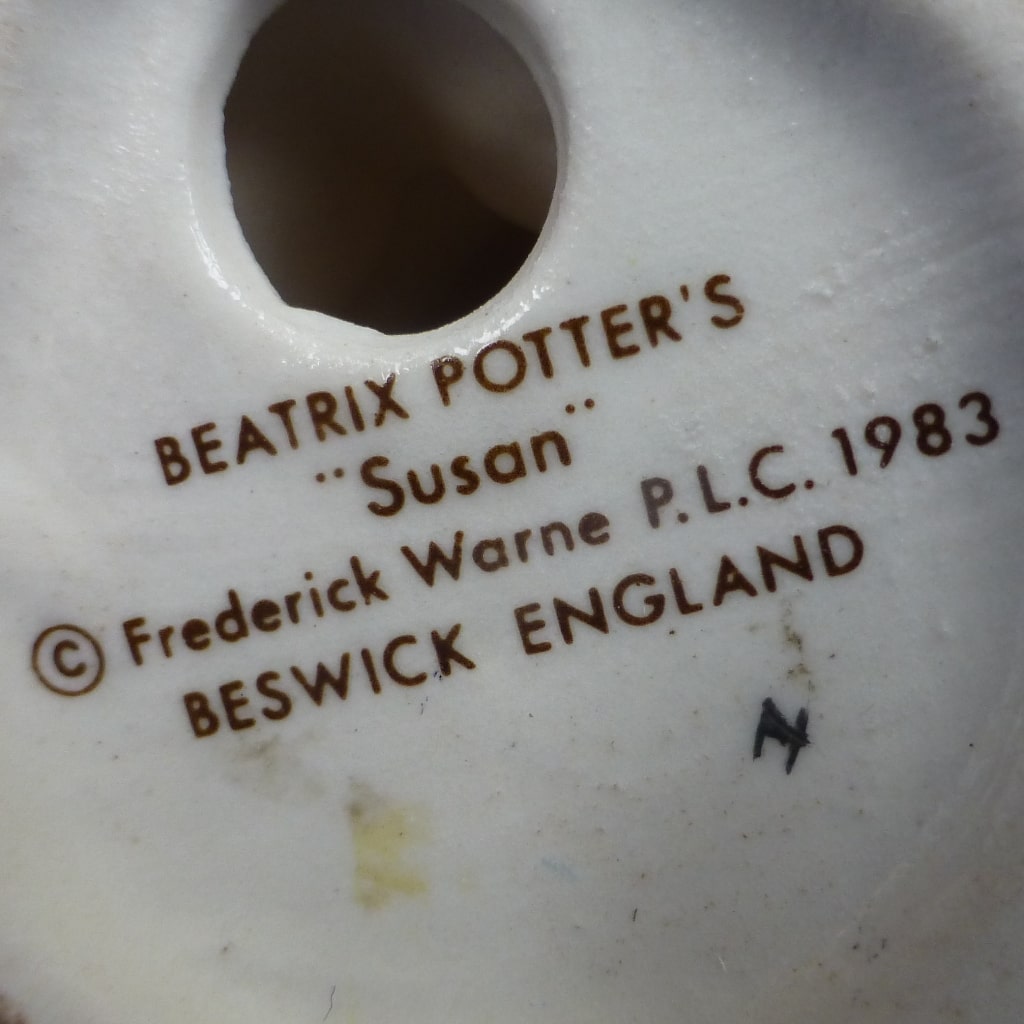 BEATRIX POTTER'S
"Susan"
© Frederick Warne P.L.C. 1983
BESWICK ENGLAND